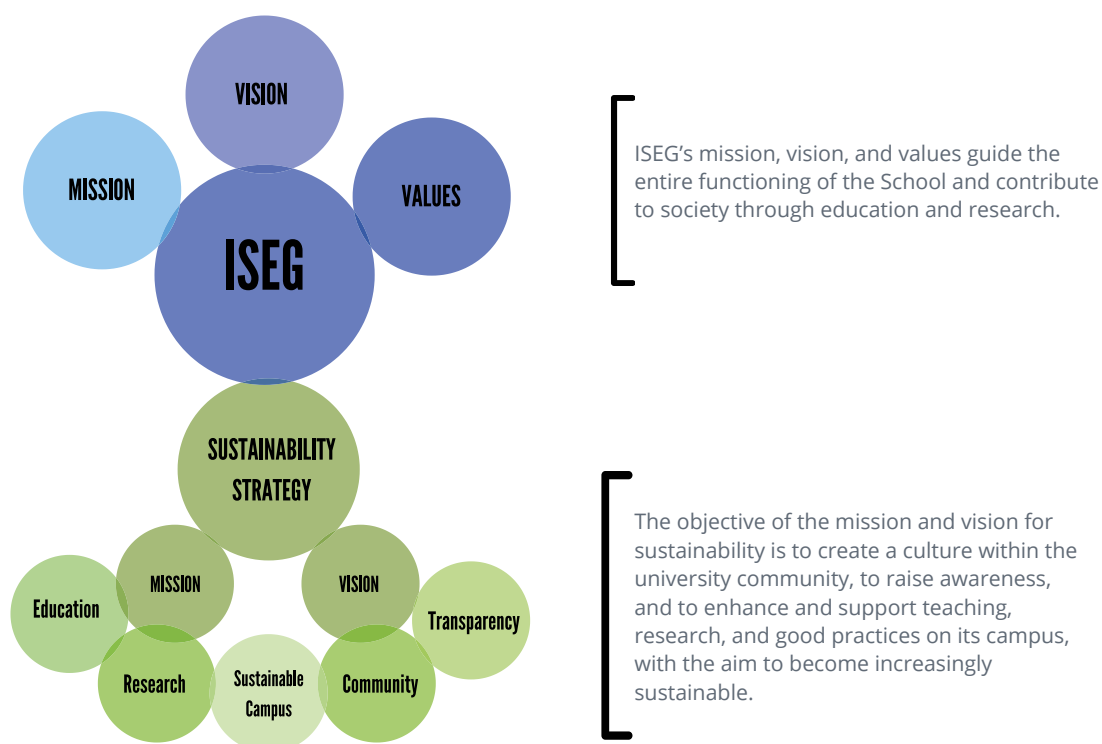 VISION
MISSION
VALUES
ISEG
ISEG's mission, vision, and values guide the
entire functioning of the School and contribute
to society through education and research.
SUSTAINABILITY
STRATEGY
MISSION
VISION
Education
Transparency
Research
Sustainable
Campus
Community
The objective of the mission and vision for
sustainability is to create a culture within the
university community, to raise awareness,
and to enhance and support teaching,
research, and good practices on its campus,
with the aim to become increasingly
sustainable.